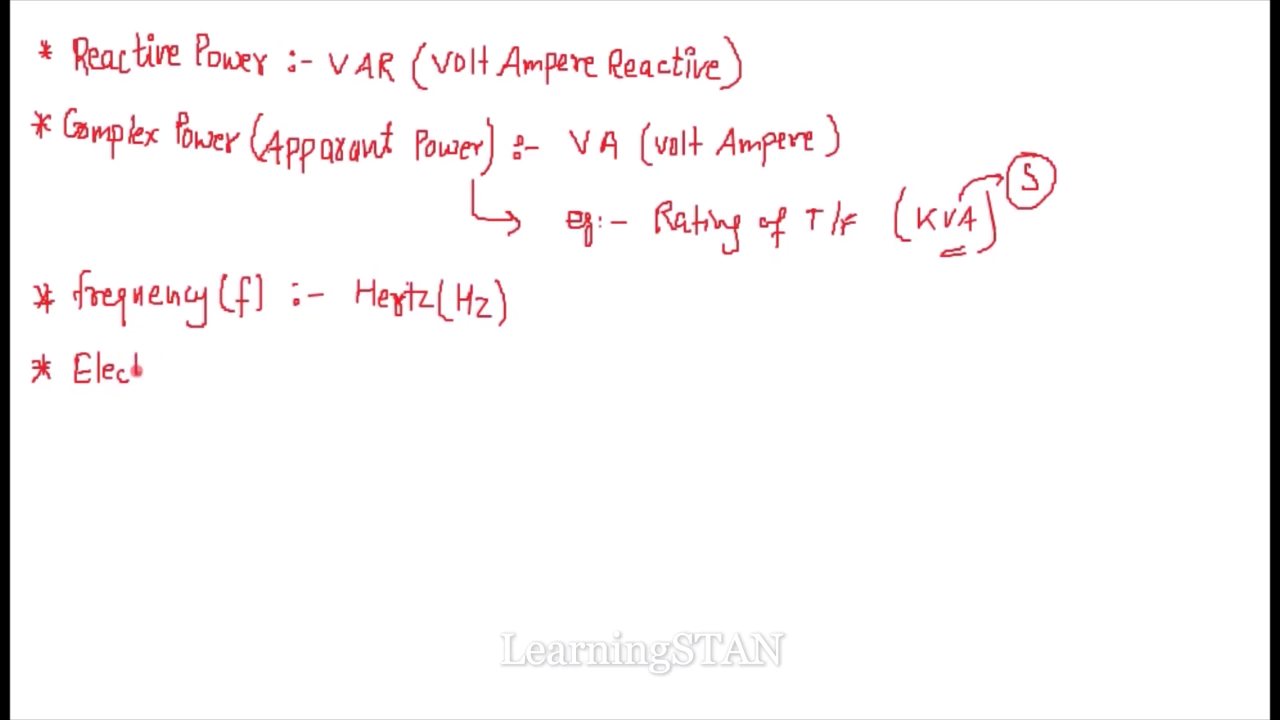 * Reactive Power :- VAR (Volt Ampere Reactive)
* Complex Power (Apparant Power) :- VA (Volt Ampere)
eg:- Rating of T/F (KVA) S
* frequency (f) :- Hertz (Hz)
* Elect
LearningSTAN